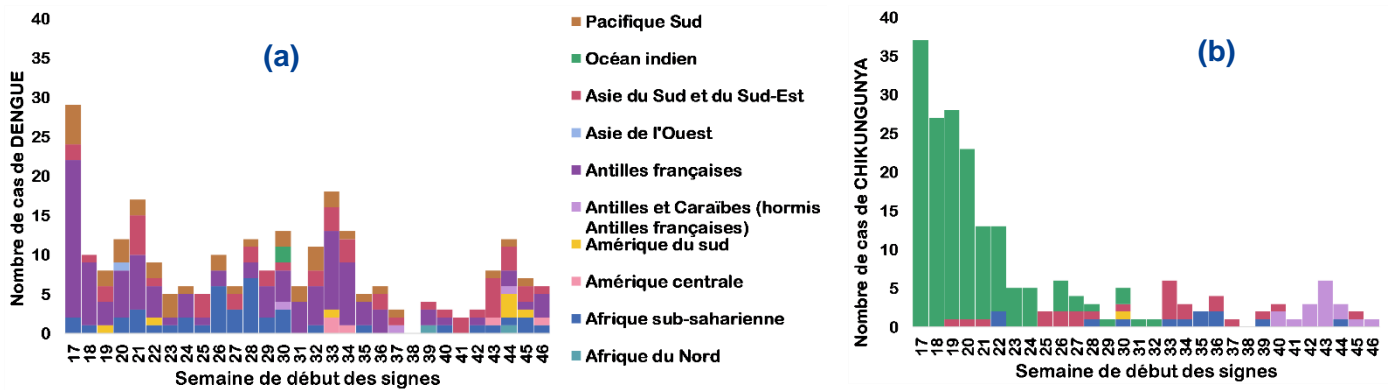 (a)
Nombre de cas de DENGUE
40
35
30
25
20
15
10
5
0
17 18 19 20 21 22 23 24 25 26 27 28 29 30 31 32 33 34 35 36 37 38 39 40 41 42 43 44 45 46
Semaine de début des signes
Pacifique Sud
Océan indien
Asie du Sud et du Sud-Est
Asie de l'Ouest
Antilles françaises
Antilles et Caraïbes (hormis
Antilles françaises)
Amérique du sud
Amérique centrale
Afrique sub-saharienne
Afrique du Nord
(b)
Nombre de cas de CHIKUNGUNYA
40
35
30
25
20
15
10
5
0
17 18 19 20 21 22 23 24 25 26 27 28 29 30 31 32 33 34 35 36 37 38 39 40 41 42 43 44 45 46
Semaine de début des signes